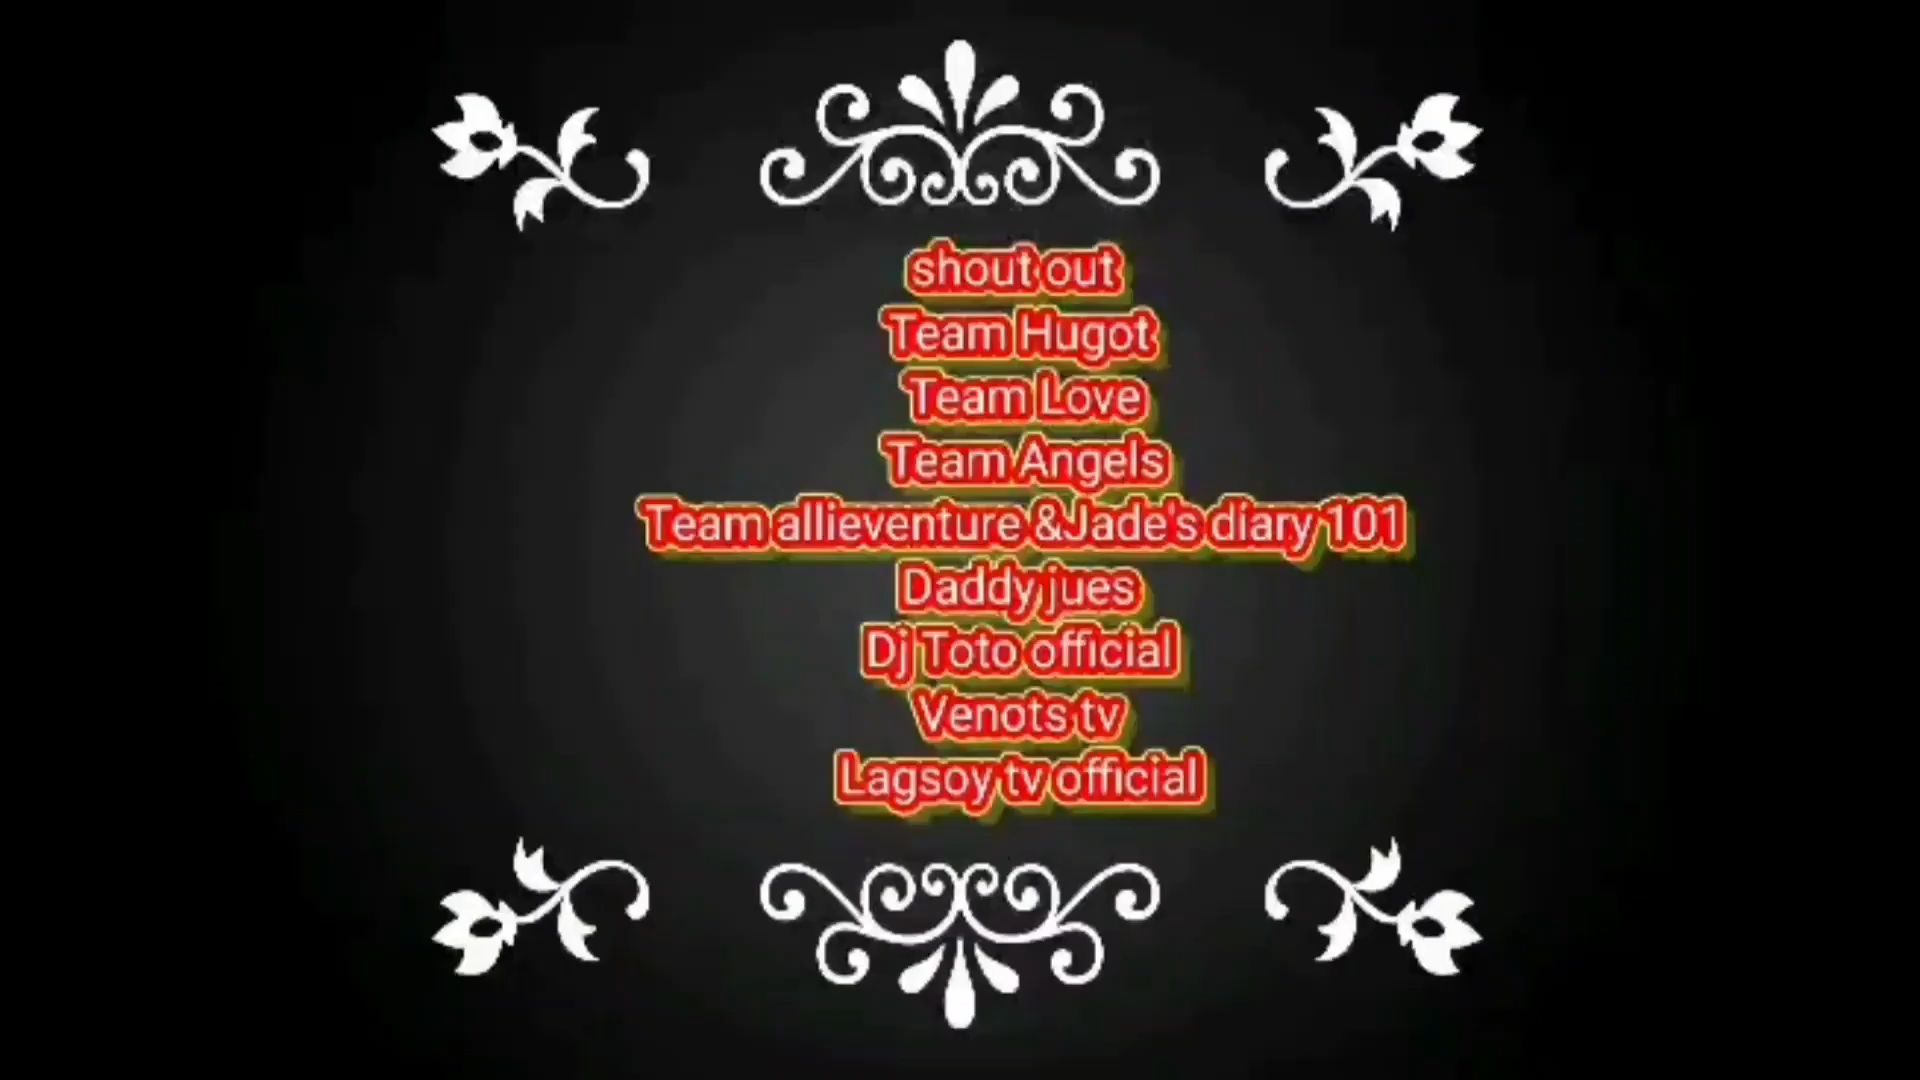 shout out
Team Hugot
Team Love
Team Angels
Team allieventure &Jade's diary 101
Daddy jues
Dj Toto official
Venots tv
Lagsoy tv official